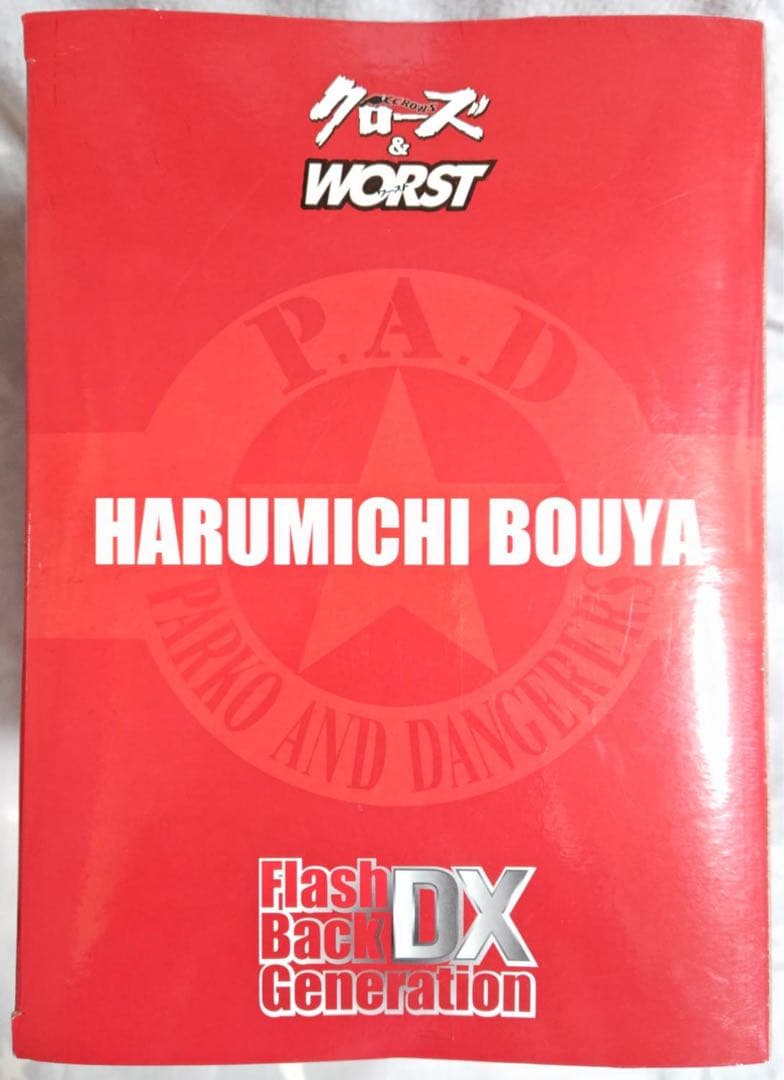 クローズ
CROWS
&
WORST
ワースト
P.A.D
HARUMICHI BOUYA
PARKO AND DANGERERS
Flash
Back DX
Generation